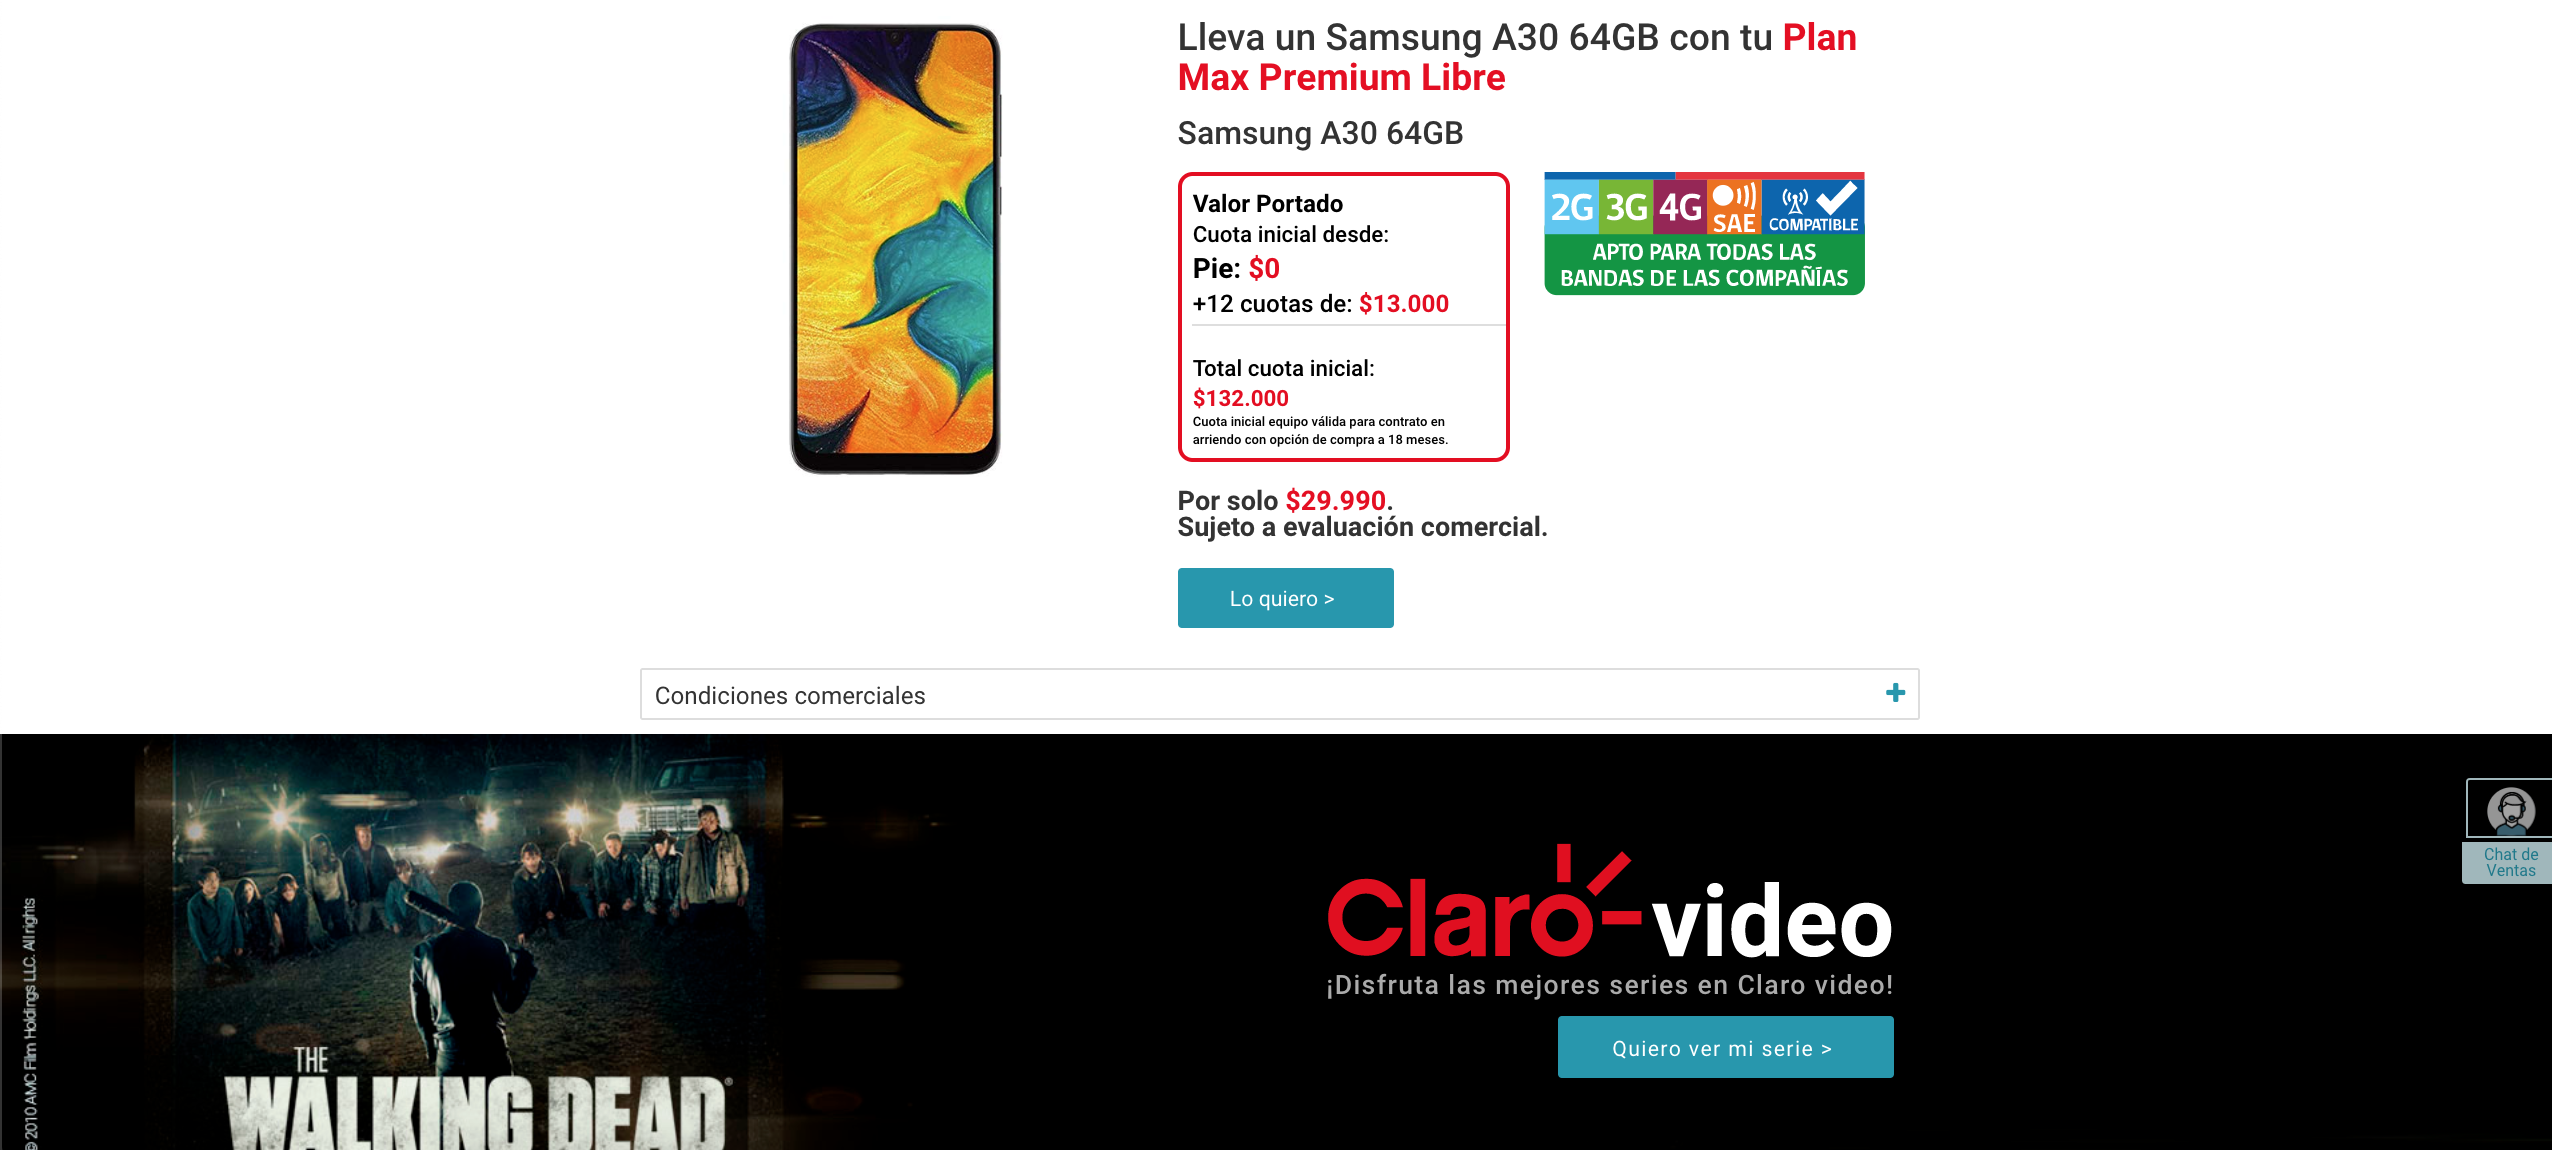 Lleva un Samsung A30 64GB con tu Plan
Max Premium Libre
Samsung A30 64GB
Valor Portado
Cuota inicial desde:
Pie: $0
+12 cuotas de: $13.000
Total cuota inicial:
$132.000
Cuota inicial equipo válida para contrato en
arriendo con opción de compra a 18 meses.
2G 3G 4G SAE COMPATIBLE
APTO PARA TODAS LAS
BANDAS DE LAS COMPAÑÍAS
Por solo $29.990.
Sujeto a evaluación comercial.
Lo quiero >
Condiciones comerciales
© 2010 AMC Film Holdings LLC. All rights
THE
WALKING DEAD®
Claro-video
¡Disfruta las mejores series en Claro video!
Quiero ver mi serie >
Chat de
Ventas